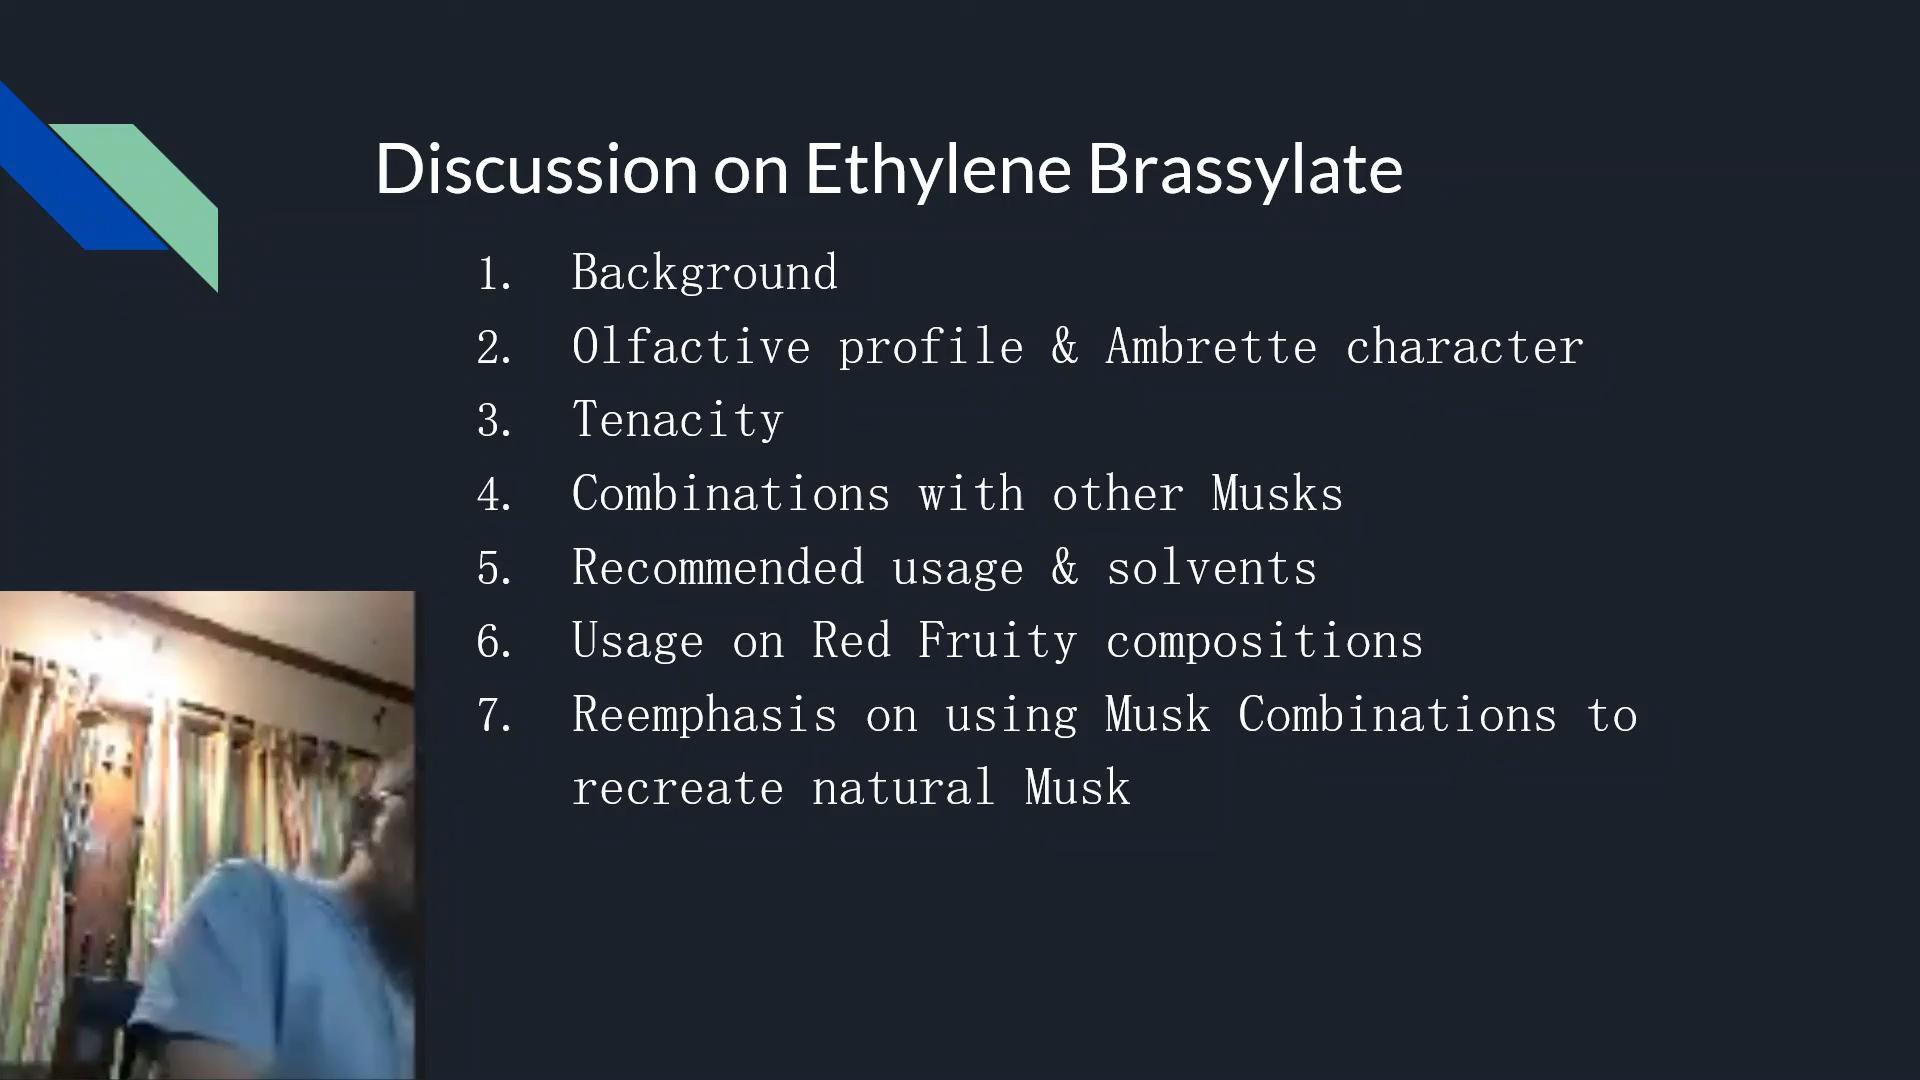 Discussion on Ethylene Brassylate
1. Background
2. Olfactive profile & Ambrette character
3. Tenacity
4. Combinations with other Musks
5. Recommended usage & solvents
6. Usage on Red Fruity compositions
7. Reemphasis on using Musk Combinations to
recreate natural Musk